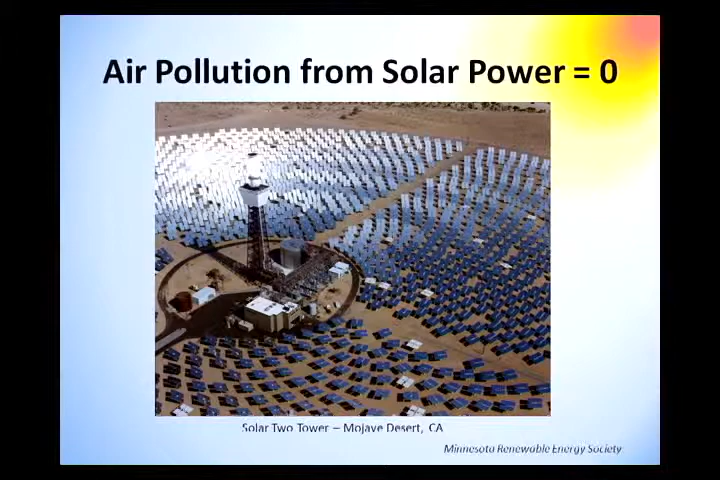 Air Pollution from Solar Power = 0
Solar Two Tower – Mojave Desert, CA
Minnesota Renewable Energy Society